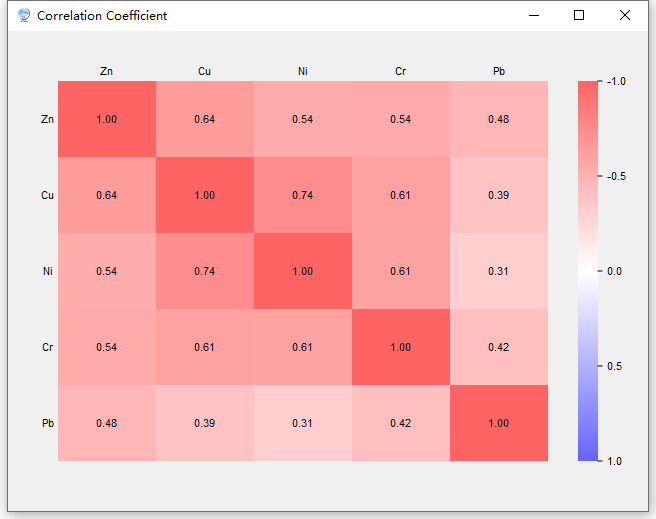 Correlation Coefficient
Zn Cu Ni Cr Pb
Zn 1.00 0.64 0.54 0.54 0.48
Cu 0.64 1.00 0.74 0.61 0.39
Ni 0.54 0.74 1.00 0.61 0.31
Cr 0.54 0.61 0.61 1.00 0.42
Pb 0.48 0.39 0.31 0.42 1.00
-1.0
-0.5
0.0
0.5
1.0